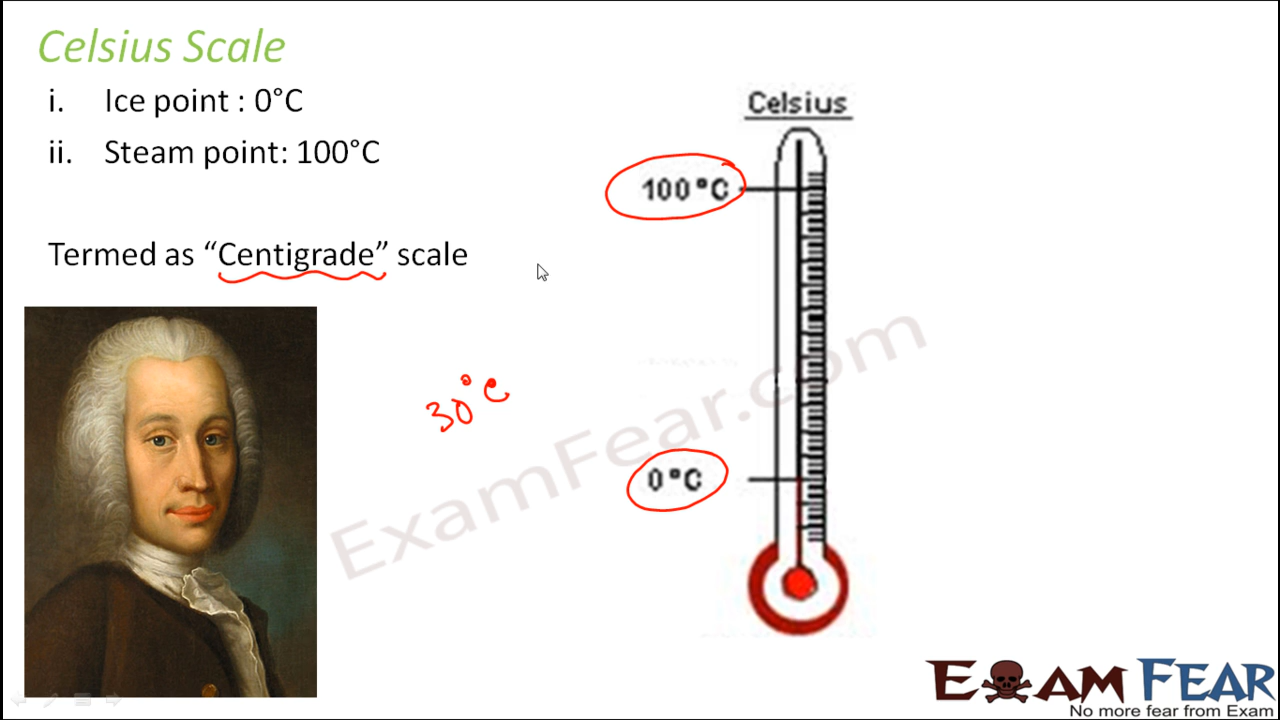 Celsius Scale
i. Ice point : 0°C
ii. Steam point: 100°C
Termed as “Centigrade” scale
30°C
Celsius
100°C
0°C
ExamFear.com
EXAM FEAR
No more fear from Exam